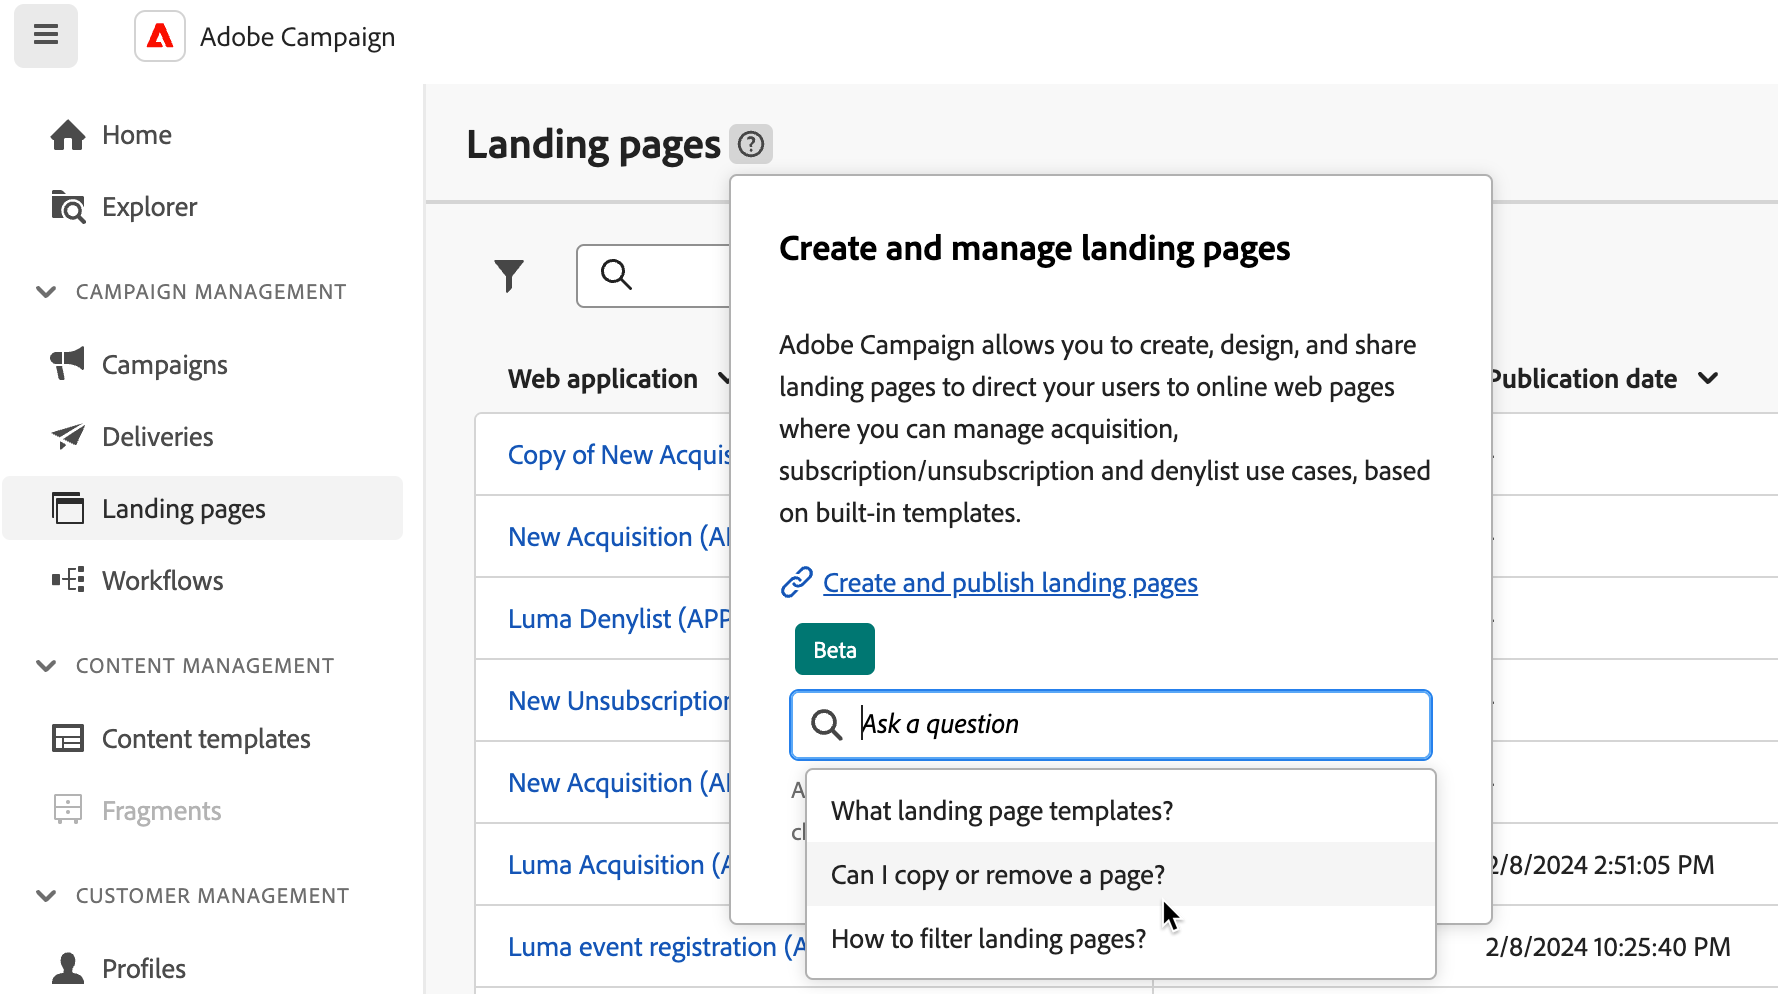 Adobe Campaign
Home
Explorer
CAMPAIGN MANAGEMENT
Campaigns
Deliveries
Landing pages
Workflows
CONTENT MANAGEMENT
Content templates
Fragments
CUSTOMER MANAGEMENT
Profiles
Landing pages
Create and manage landing pages
Adobe Campaign allows you to create, design, and share
landing pages to direct your users to online web pages
where you can manage acquisition,
subscription/unsubscription and denylist use cases, based
on built-in templates.
Create and publish landing pages
Beta
Ask a question
What landing page templates?
Can I copy or remove a page?
How to filter landing pages?
Web application
Publication date
Copy of New
New Acquisition
Luma Denylist
New Unsubscription
New Acquisition
Luma Acquisition
2/8/2024 2:51:05 PM
Luma event registration
2/8/2024 10:25:40 PM